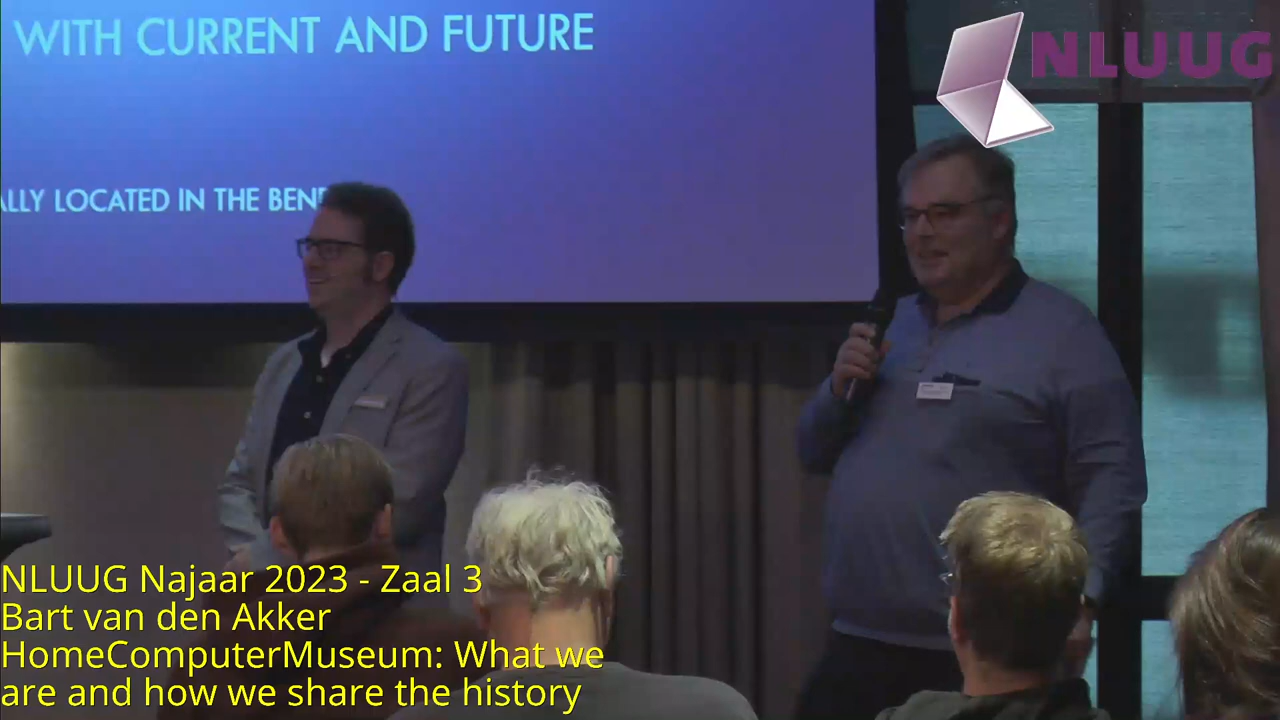 WITH CURRENT AND FUTURE
NLUUG
ALLY LOCATED IN THE BENE
NLUUG Najaar 2023 - Zaal 3
Bart van den Akker
HomeComputerMuseum: What we
are and how we share the history